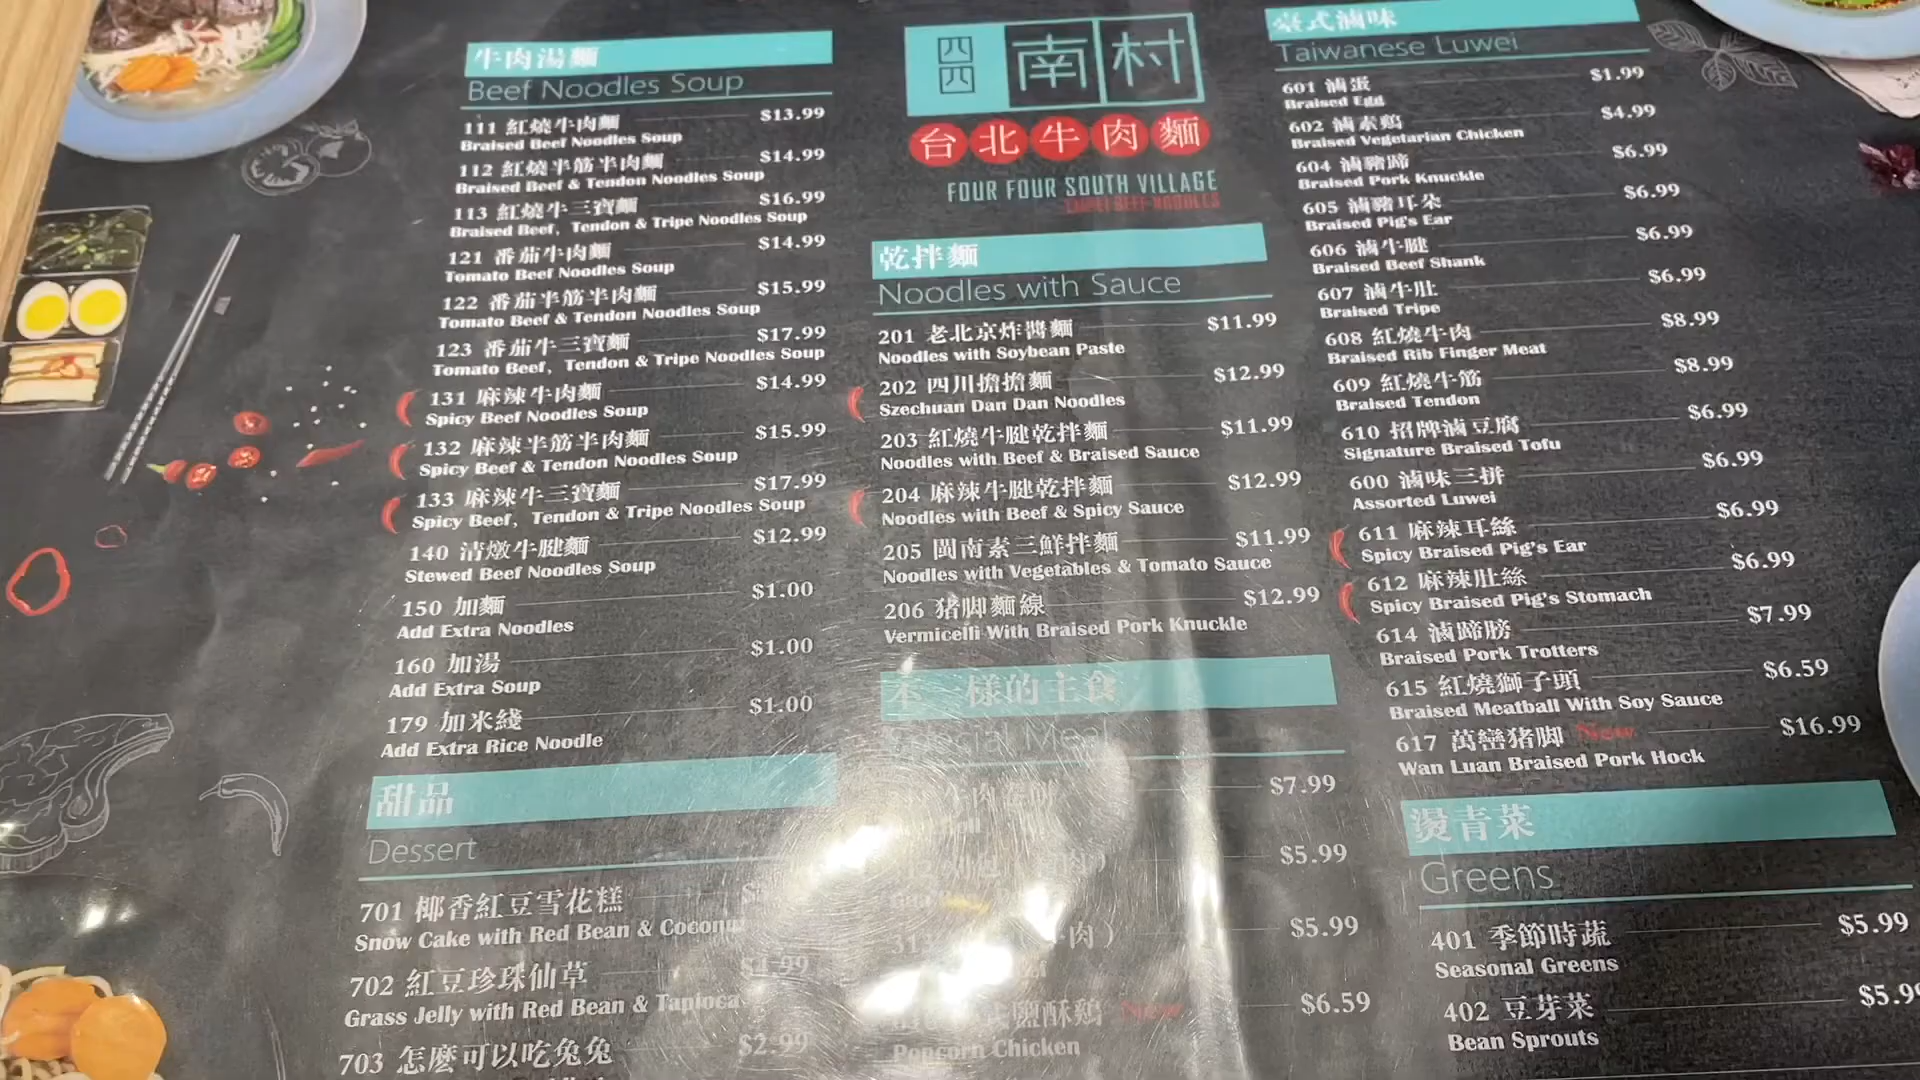 牛肉湯麵
Beef Noodles Soup
111 紅燒牛肉麵 $13.99
Braised Beef Noodles Soup
112 紅燒半筋半肉麵 $14.99
Braised Beef & Tendon Noodles Soup
113 紅燒牛三寶麵 $16.99
Braised Beef, Tendon & Tripe Noodles Soup
121 番茄牛肉麵 $14.99
Tomato Beef Noodles Soup
122 番茄半筋半肉麵 $15.99
Tomato Beef & Tendon Noodles Soup
123 番茄牛三寶麵 $17.99
Tomato Beef, Tendon & Tripe Noodles Soup
131 麻辣牛肉麵 $14.99
Spicy Beef Noodles Soup
132 麻辣半筋半肉麵 $15.99
Spicy Beef & Tendon Noodles Soup
133 麻辣牛三寶麵 $17.99
Spicy Beef, Tendon & Tripe Noodles Soup
140 清燉牛腱麵 $12.99
Stewed Beef Noodles Soup
150 加麵 $1.00
Add Extra Noodles
160 加湯 $1.00
Add Extra Soup
179 加米綫 $1.00
Add Extra Rice Noodle
甜品
Dessert
701 椰香紅豆雪花糕
Snow Cake with Red Bean & Coconut
702 紅豆珍珠仙草 $4.99
Grass Jelly with Red Bean & Tapioca
703 怎麼可以吃兔兔 $2.99
四四南村
台北牛肉麵
FOUR FOUR SOUTH VILLAGE
TAIPEI BEEF NOODLES
乾拌麵
Noodles with Sauce
201 老北京炸醬麵 $11.99
Noodles with Soybean Paste
202 四川擔擔麵 $12.99
Szechuan Dan Dan Noodles
203 紅燒牛腱乾拌麵 $11.99
Noodles with Beef & Braised Sauce
204 麻辣牛腱乾拌麵 $12.99
Noodles with Beef & Spicy Sauce
205 閩南素三鮮拌麵 $11.99
Noodles with Vegetables & Tomato Sauce
206 猪脚麵線 $12.99
Vermicelli With Braised Pork Knuckle
不一樣的主食
Special Meal
$7.99
$5.99
$5.99
鹽酥鷄 New $6.59
Popcorn Chicken
臺式滷味
Taiwanese Luwei
601 滷蛋 $1.99
Braised Egg
602 滷素鷄 $4.99
Braised Vegetarian Chicken
604 滷豬蹄 $6.99
Braised Pork Knuckle
605 滷豬耳朵 $6.99
Braised Pig's Ear
606 滷牛腱 $6.99
Braised Beef Shank
607 滷牛肚 $6.99
Braised Tripe
608 紅燒牛肉 $8.99
Braised Rib Finger Meat
609 紅燒牛筋 $8.99
Braised Tendon
610 招牌滷豆腐 $6.99
Signature Braised Tofu
600 滷味三拼 $6.99
Assorted Luwei
611 麻辣耳絲 $6.99
Spicy Braised Pig's Ear
612 麻辣肚絲 $6.99
Spicy Braised Pig's Stomach
614 滷蹄膀 $7.99
Braised Pork Trotters
615 紅燒獅子頭 $6.59
Braised Meatball With Soy Sauce
617 萬巒猪脚 New $16.99
Wan Luan Braised Pork Hock
燙青菜
Greens
401 季節時蔬 $5.99
Seasonal Greens
402 豆芽菜 $5.99
Bean Sprouts